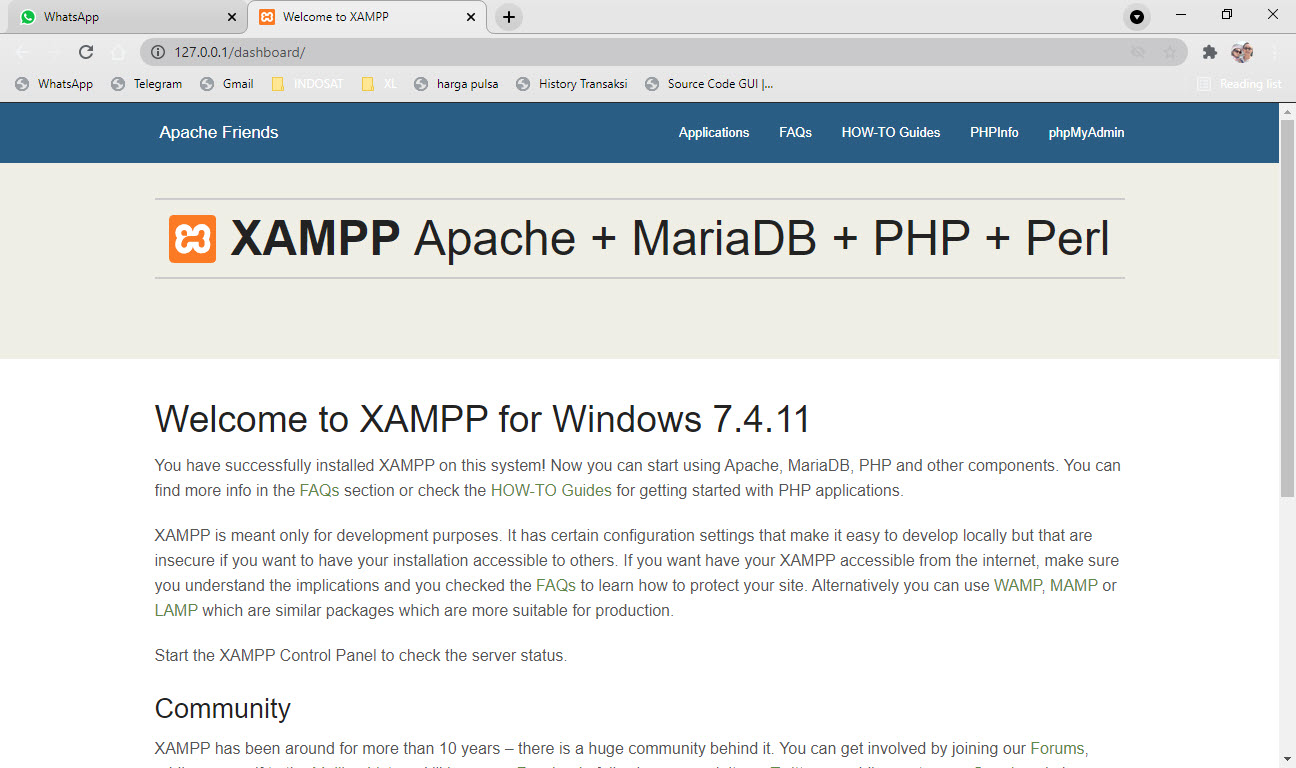 WhatsApp
Welcome to XAMPP
127.0.0.1/dashboard/
WhatsApp Telegram Gmail INDOSAT XL harga pulsa History Transaksi Source Code GUI |... Reading list
Apache Friends Applications FAQs HOW-TO Guides PHPInfo phpMyAdmin
XAMPP Apache + MariaDB + PHP + Perl
Welcome to XAMPP for Windows 7.4.11
You have successfully installed XAMPP on this system! Now you can start using Apache, MariaDB, PHP and other components. You can
find more info in the FAQs section or check the HOW-TO Guides for getting started with PHP applications.
XAMPP is meant only for development purposes. It has certain configuration settings that make it easy to develop locally but that are
insecure if you want to have your installation accessible to others. If you want have your XAMPP accessible from the internet, make sure
you understand the implications and you checked the FAQs to learn how to protect your site. Alternatively you can use WAMP, MAMP or
LAMP which are similar packages which are more suitable for production.
Start the XAMPP Control Panel to check the server status.
Community
XAMPP has been around for more than 10 years – there is a huge community behind it. You can get involved by joining our Forums,